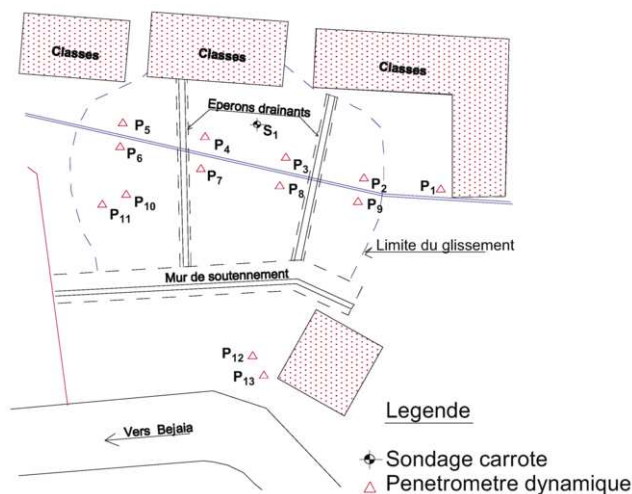 Classes
Classes
Classes
Eperons drainants
S1
P5
P4
P6
P3
P7
P2
P1
P8
P9
P10
P11
Limite du glissement
Mur de soutennement
P12
P13
Legende
Vers Bejaia
Sondage carrote
Penetrometre dynamique